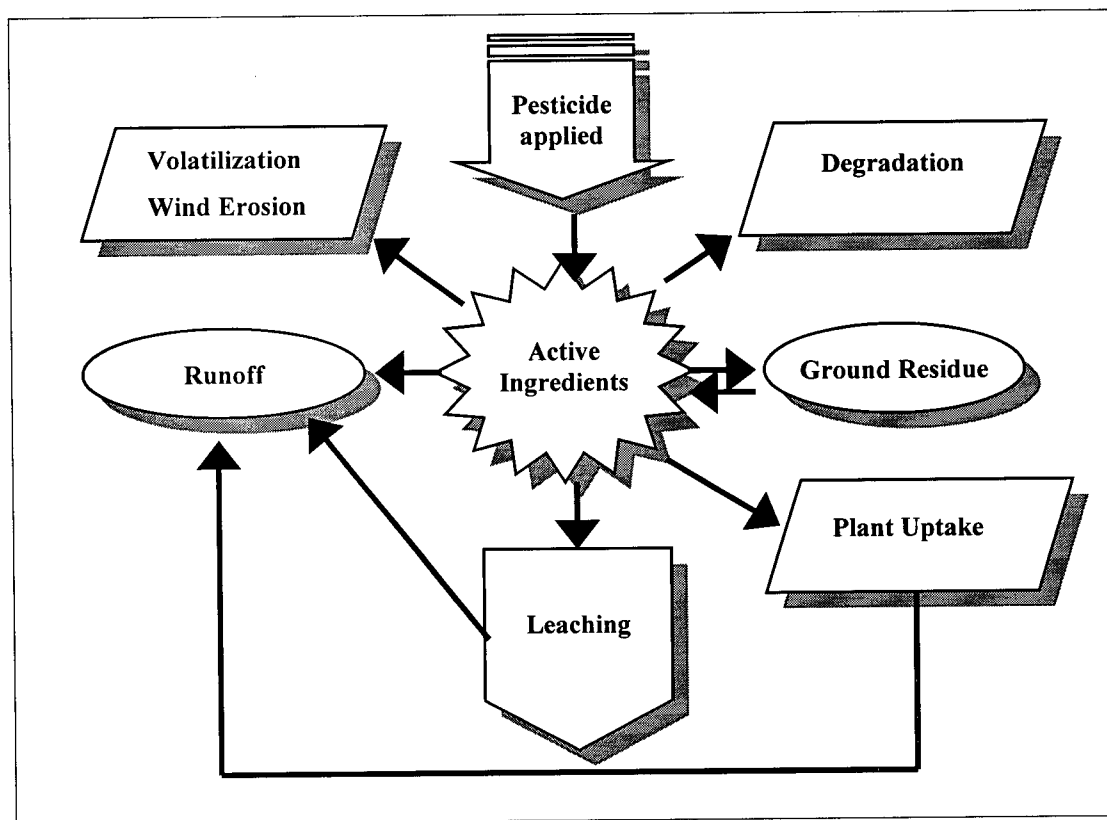 Pesticide
applied
Volatilization
Wind Erosion
Degradation
Active
Ingredients
Runoff
Ground Residue
Plant Uptake
Leaching